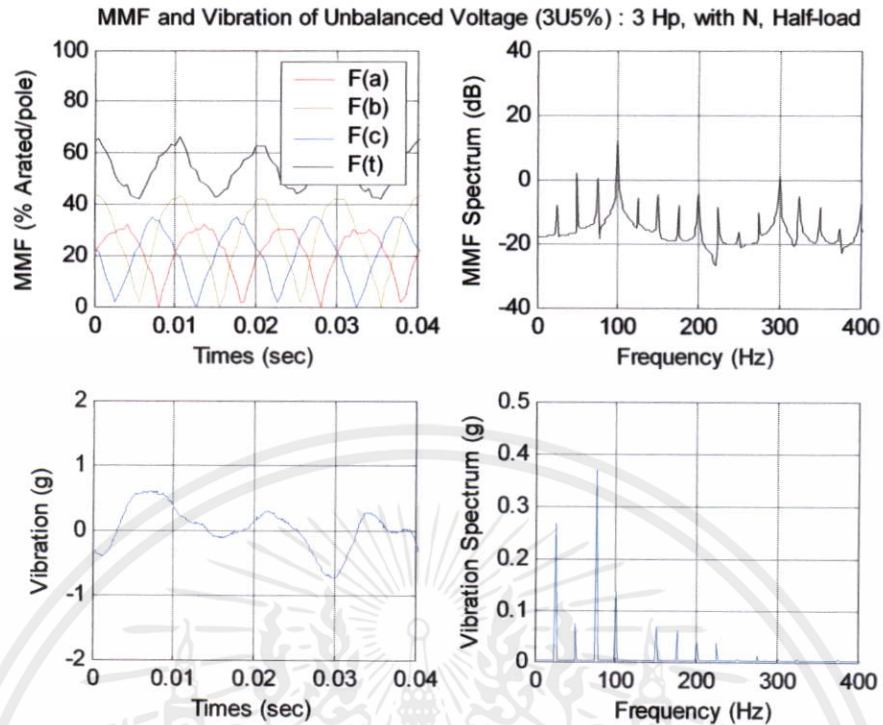 MMF and Vibration of Unbalanced Voltage (3U5%) : 3 Hp, with N, Half-load
100
80
60
40
20
0
MMF (% Arated/pole)
F(a)
F(b)
F(c)
F(t)
0 0.01 0.02 0.03 0.04
Times (sec)
40
20
0
-20
-40
MMF Spectrum (dB)
0 100 200 300 400
Frequency (Hz)
2
1
0
-1
-2
Vibration (g)
0 0.01 0.02 0.03 0.04
Times (sec)
0.5
0.4
0.3
0.2
0.1
0
Vibration Spectrum (g)
0 100 200 300 400
Frequency (Hz)